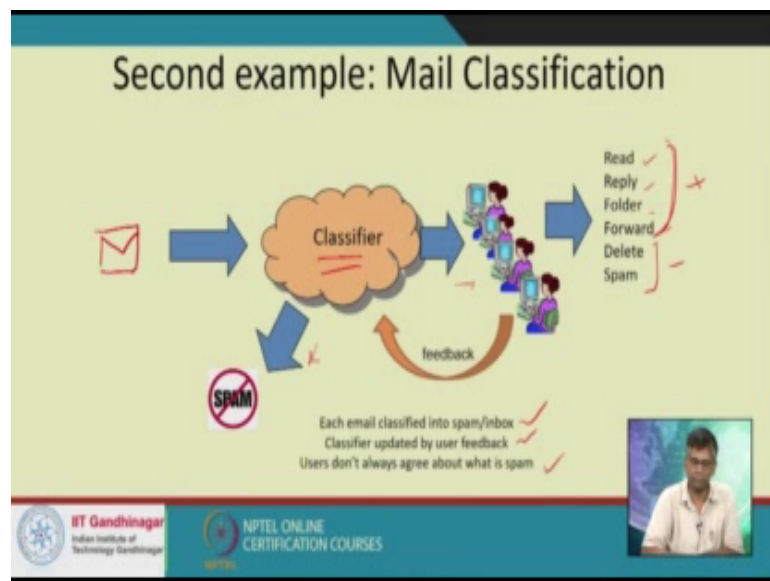 Second example: Mail Classification
Classifier
Read
Reply
Folder
Forward
Delete
Spam
SPAM
feedback
Each email classified into spam/inbox
Classifier updated by user feedback
Users don't always agree about what is spam
IIT Gandhinagar
Indian Institute of
Technology Gandhinagar
NPTEL
NPTEL ONLINE
CERTIFICATION COURSES